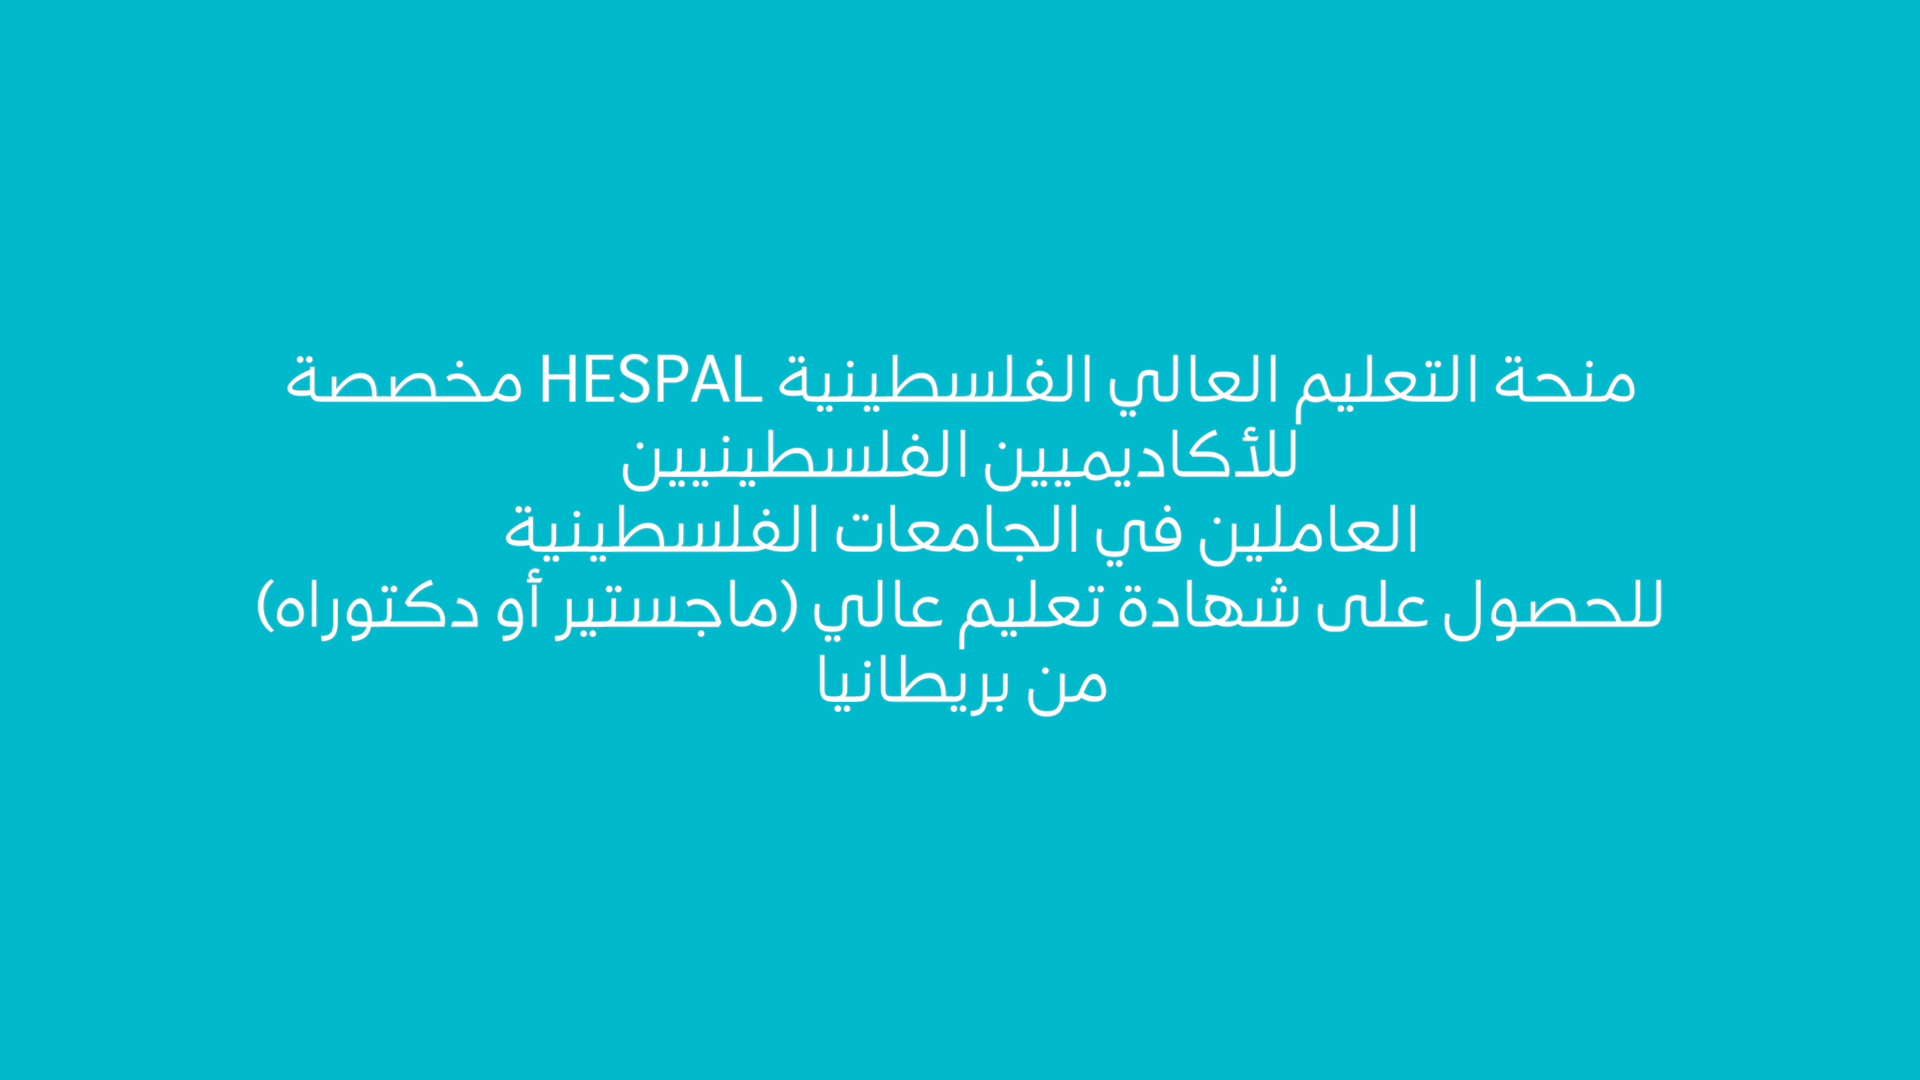 منحة التعليم العالي الفلسطينية HESPAL مخصصة
للأكاديميين الفلسطينيين
العاملين في الجامعات الفلسطينية
للحصول على شهادة تعليم عالي (ماجستير أو دكتوراه)
من بريطانيا